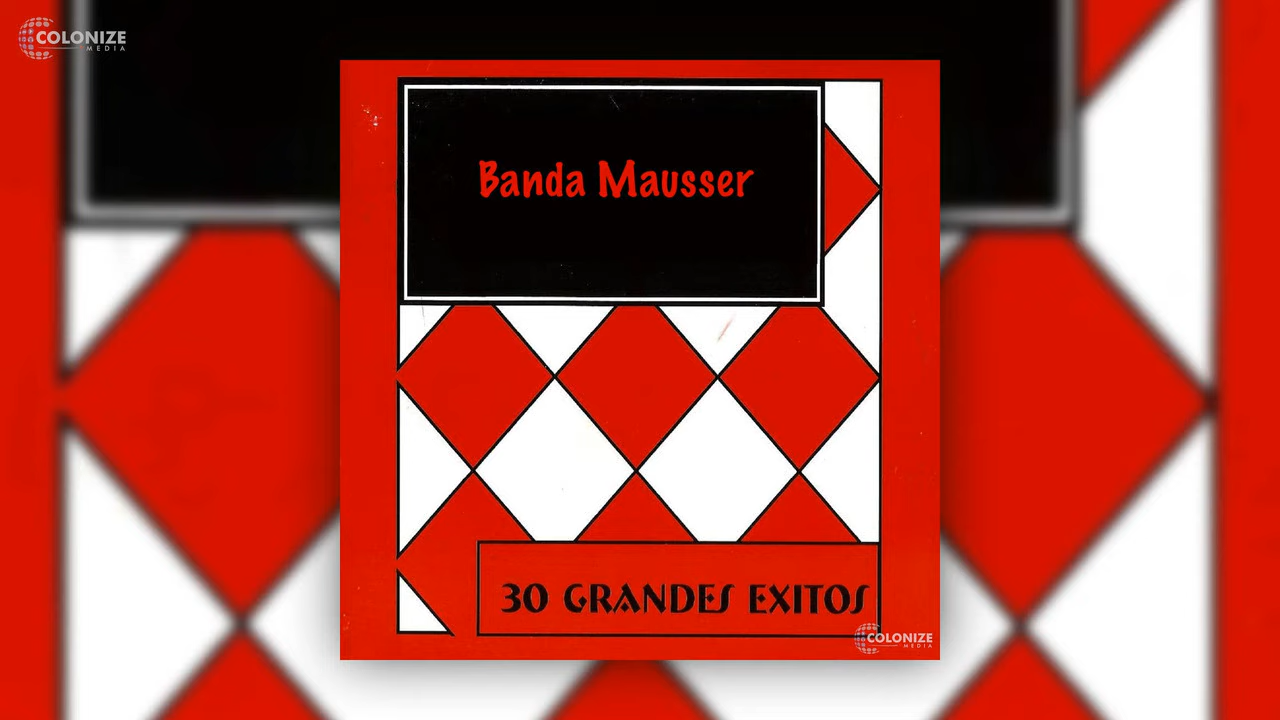 COLONIZE
MEDIA
Banda Mausser
30 GRANDES EXITOS
COLONIZE
MEDIA